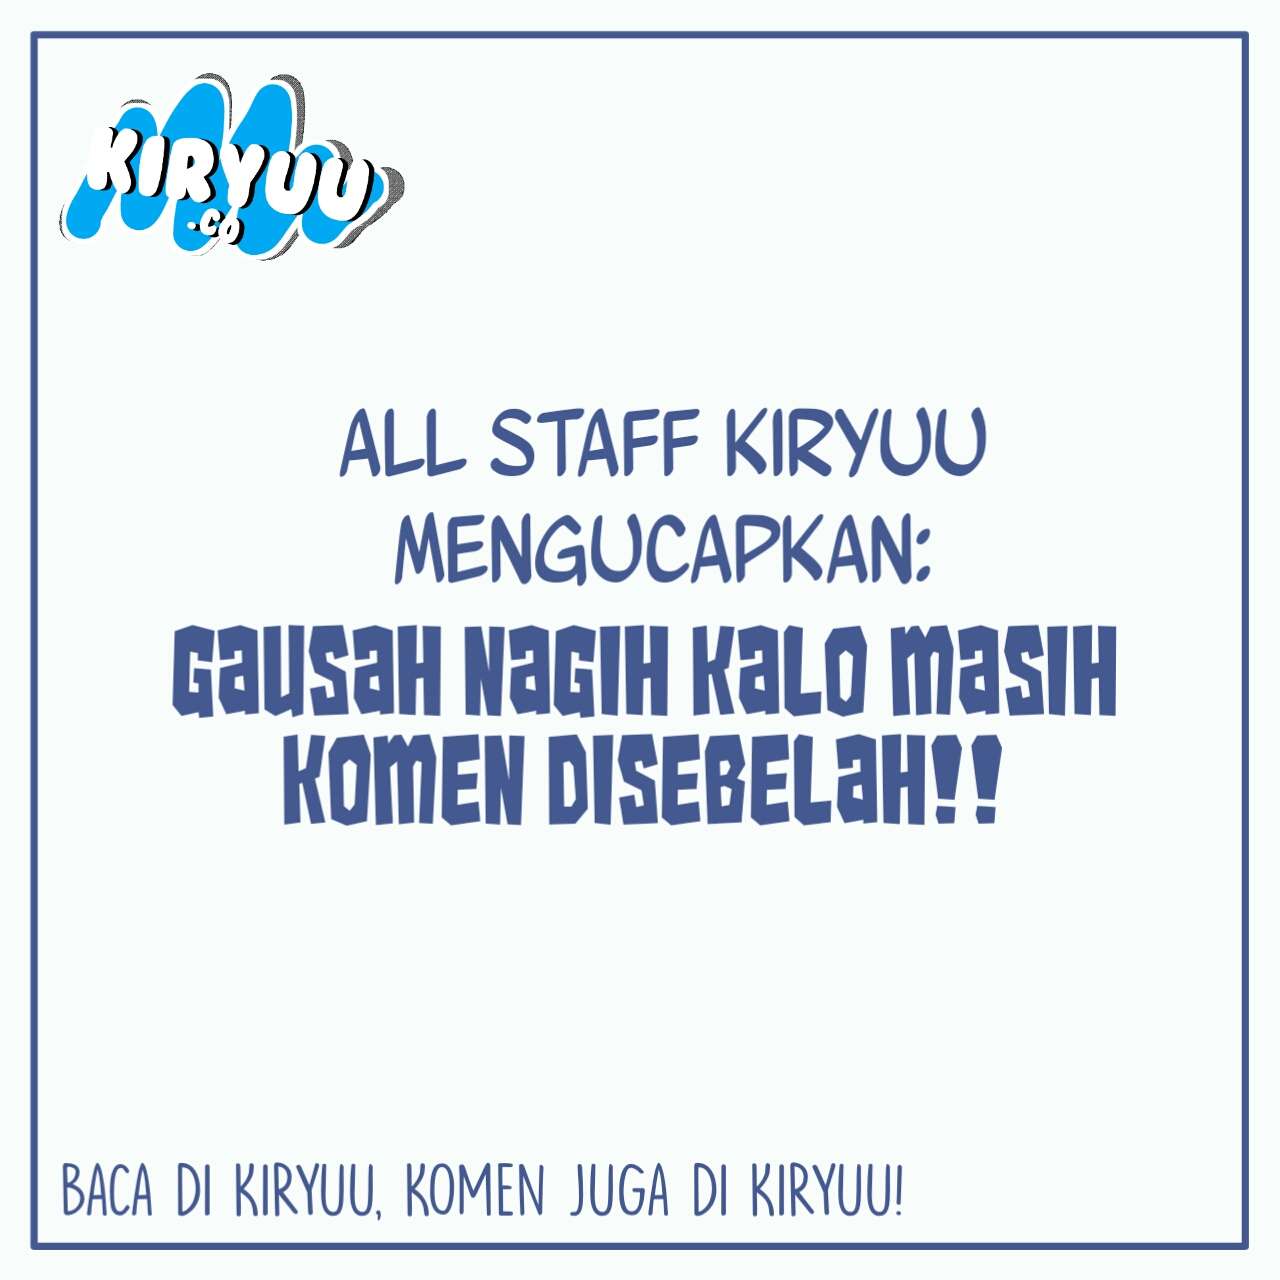 KIRYUU
.CO
ALL STAFF KIRYUU
MENGUCAPKAN:
GAUSAH NAGIH KALO MASIH
KOMEN DISEBELAH!!
BACA DI KIRYUU, KOMEN JUGA DI KIRYUU!